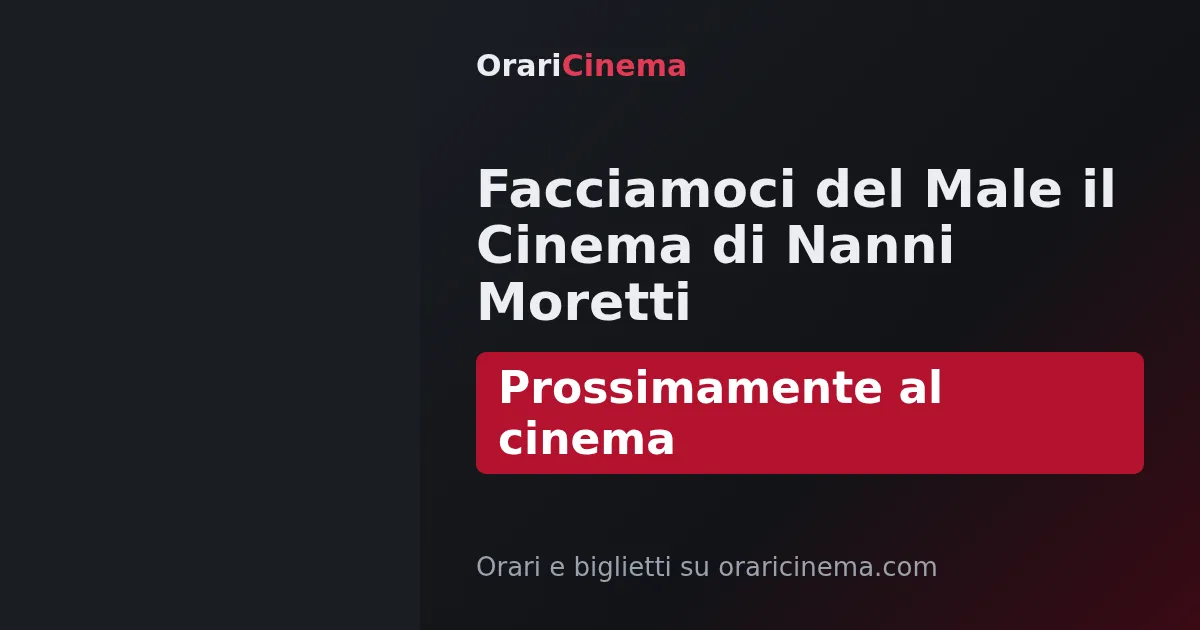 OrariCinema
Facciamoci del Male il
Cinema di Nanni
Moretti
Prossimamente al
cinema
Orari e biglietti su oraricinema.com